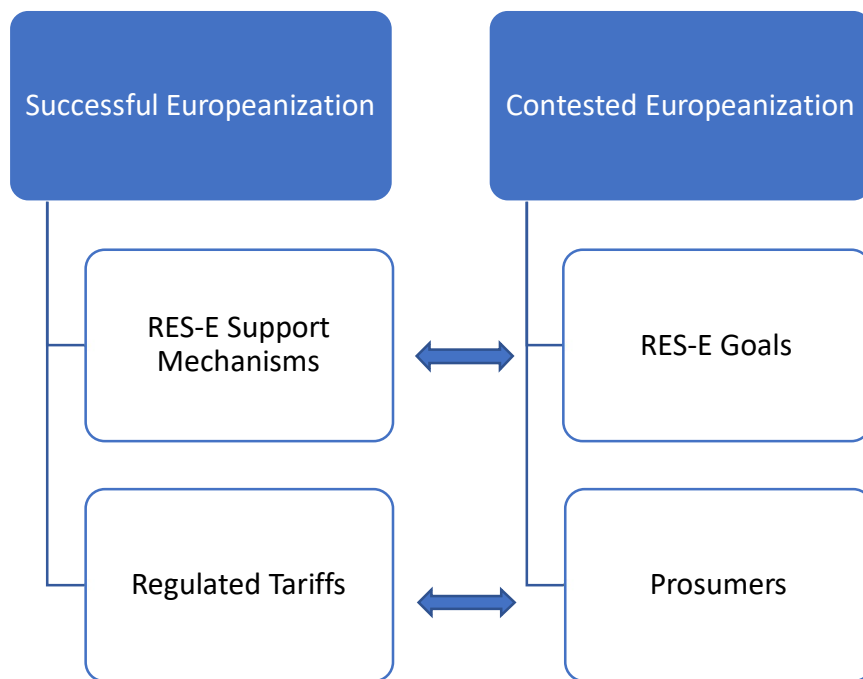 Successful Europeanization
Contested Europeanization
RES-E Support
Mechanisms
RES-E Goals
Regulated Tariffs
Prosumers